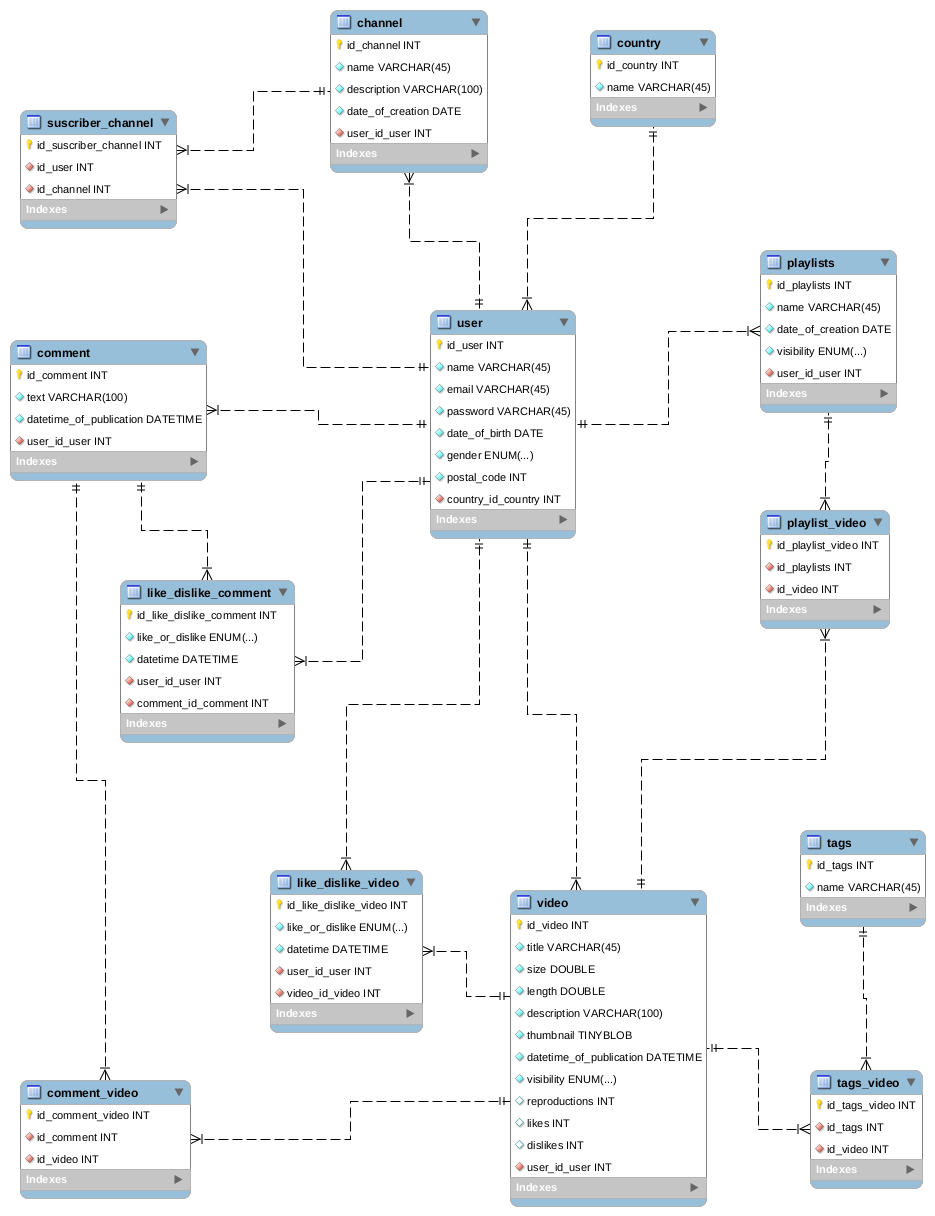 channel
id_channel INT
name VARCHAR(45)
description VARCHAR(100)
date_of_creation DATE
user_id_user INT
Indexes
country
id_country INT
name VARCHAR(45)
Indexes
suscriber_channel
id_suscriber_channel INT
id_user INT
id_channel INT
Indexes
playlists
id_playlists INT
name VARCHAR(45)
date_of_creation DATE
visibility ENUM(...)
user_id_user INT
Indexes
user
id_user INT
name VARCHAR(45)
email VARCHAR(45)
password VARCHAR(45)
date_of_birth DATE
gender ENUM(...)
postal_code INT
country_id_country INT
Indexes
comment
id_comment INT
text VARCHAR(100)
datetime_of_publication DATETIME
user_id_user INT
Indexes
playlist_video
id_playlist_video INT
id_playlists INT
id_video INT
Indexes
like_dislike_comment
id_like_dislike_comment INT
like_or_dislike ENUM(...)
datetime DATETIME
user_id_user INT
comment_id_comment INT
Indexes
tags
id_tags INT
name VARCHAR(45)
Indexes
like_dislike_video
id_like_dislike_video INT
like_or_dislike ENUM(...)
datetime DATETIME
user_id_user INT
video_id_video INT
Indexes
video
id_video INT
title VARCHAR(45)
size DOUBLE
length DOUBLE
description VARCHAR(100)
thumbnail TINYBLOB
datetime_of_publication DATETIME
visibility ENUM(...)
reproductions INT
likes INT
dislikes INT
user_id_user INT
Indexes
tags_video
id_tags_video INT
id_tags INT
id_video INT
Indexes
comment_video
id_comment_video INT
id_comment INT
id_video INT
Indexes